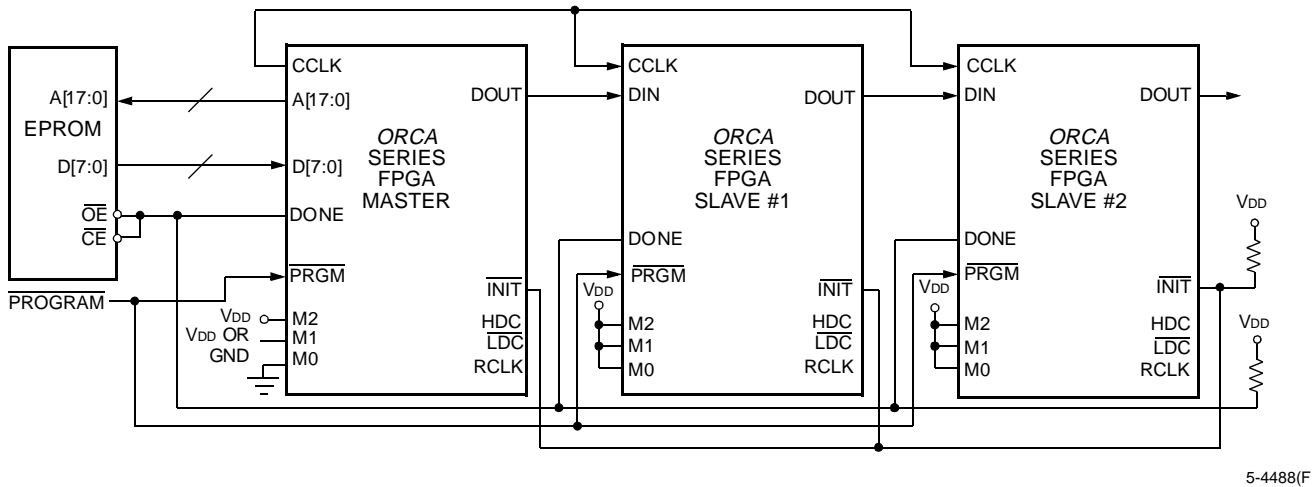 EPROM
A[17:0]
D[7:0]
OE
CE
PROGRAM
CCLK
A[17:0]
DOUT
ORCA
SERIES
FPGA
MASTER
D[7:0]
DONE
PRGM
INIT
VDD
M2
VDD OR
GND
M1
M0
HDC
LDC
RCLK
CCLK
DIN
DOUT
ORCA
SERIES
FPGA
SLAVE #1
DONE
PRGM
VDD
INIT
M2
M1
M0
HDC
LDC
RCLK
CCLK
DIN
DOUT
ORCA
SERIES
FPGA
SLAVE #2
DONE
PRGM
VDD
INIT
M2
M1
M0
HDC
LDC
RCLK
VDD
VDD
5-4488(F